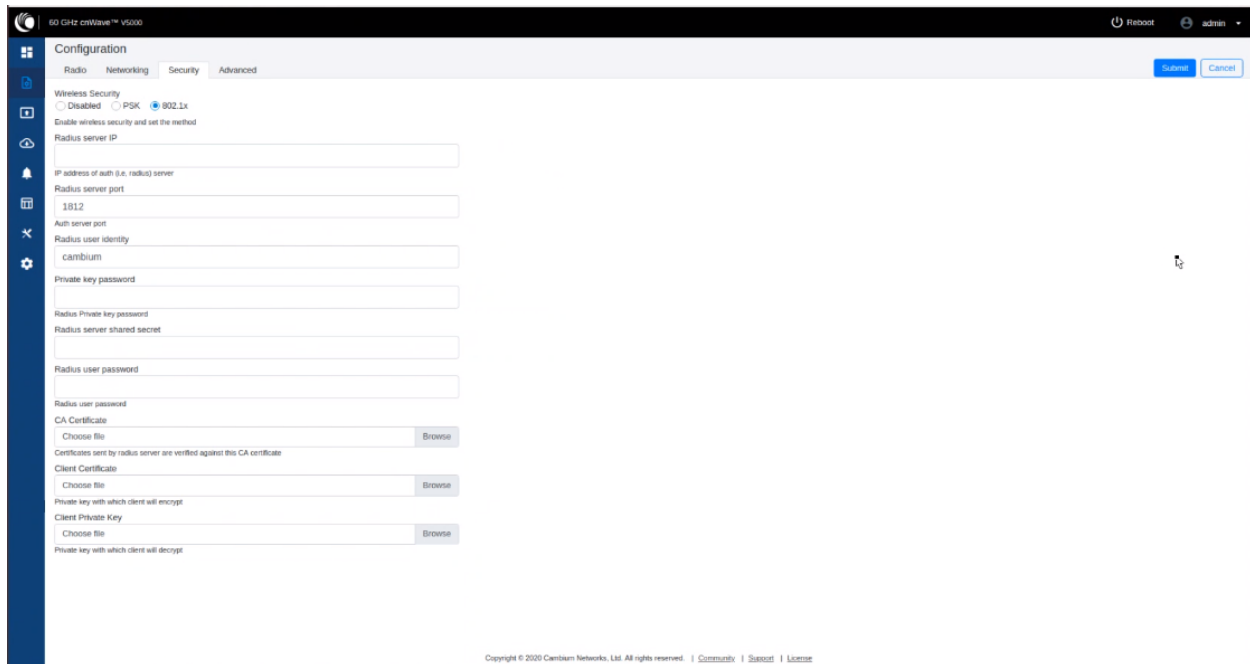 60 GHz cnWave™ V5000
Reboot
admin
Configuration
Radio Networking Security Advanced
Submit Cancel
Wireless Security
Disabled PSK 802.1x
Enable wireless security and set the method
Radius server IP
IP address of auth (i.e, radius) server
Radius server port
1812
Auth server port
Radius user identity
cambium
Private key password
Radius Private key password
Radius server shared secret
Radius user password
Radius user password
CA Certificate
Choose file Browse
Certificates sent by radius server are verified against this CA certificate
Client Certificate
Choose file Browse
Private key with which client will encrypt
Client Private Key
Choose file Browse
Private key with which client will decrypt
Copyright © 2020 Cambium Networks, Ltd. All rights reserved. | Community | Support | License